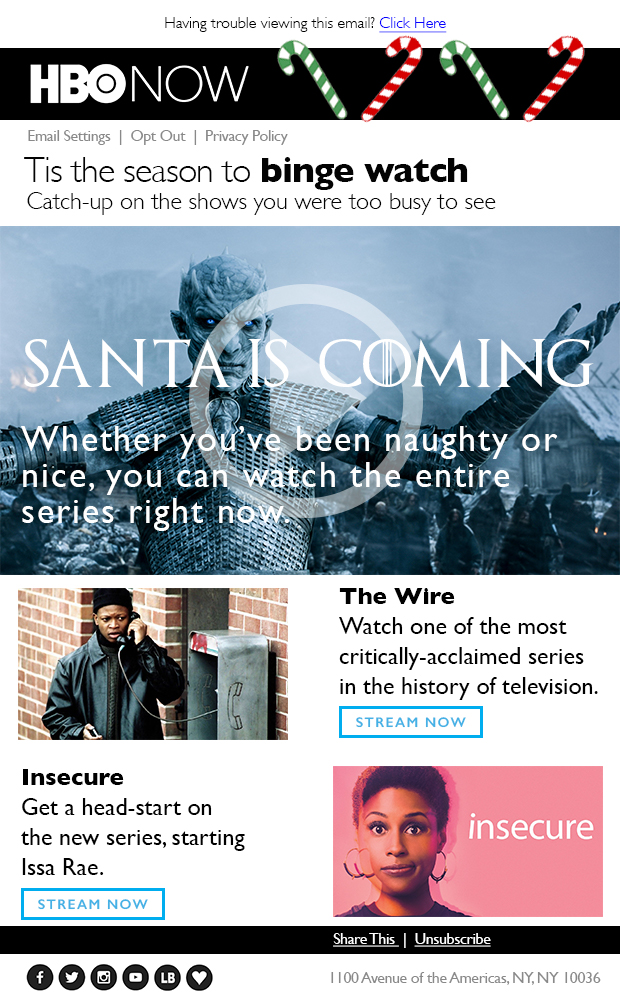 Having trouble viewing this email? Click Here
HBO NOW
Email Settings | Opt Out | Privacy Policy
Tis the season to binge watch
Catch-up on the shows you were too busy to see
SANTA IS COMING
Whether you've been naughty or
nice, you can watch the entire
series right now.
The Wire
Watch one of the most
critically-acclaimed series
in the history of television.
STREAM NOW
Insecure
Get a head-start on
the new series, starting
Issa Rae.
STREAM NOW
insecure
Share This | Unsubscribe
LB
1100 Avenue of the Americas, NY, NY 10036